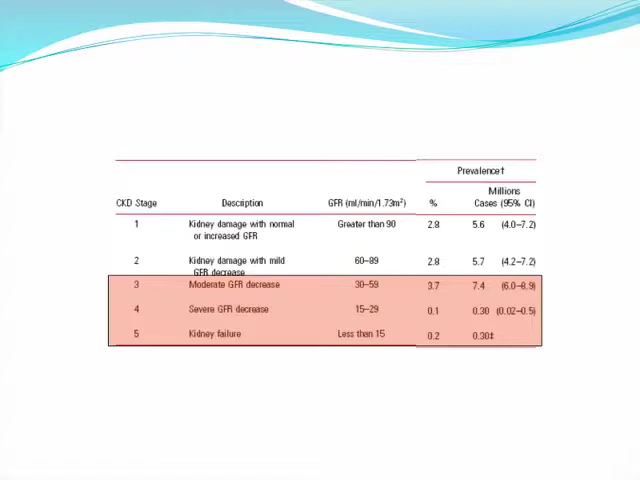 Prevalence†
Millions
CKD Stage Description GFR (ml/min/1.73m²) % Cases (95% CI)
1 Kidney damage with normal Greater than 90 2.8 5.6 (4.0–7.2)
or increased GFR
2 Kidney damage with mild 60–89 2.8 5.7 (4.2–7.2)
GFR decrease
3 Moderate GFR decrease 30–59 3.7 7.4 (6.0–8.9)
4 Severe GFR decrease 15–29 0.1 0.30 (0.02–0.5)
5 Kidney failure Less than 15 0.2 0.30‡